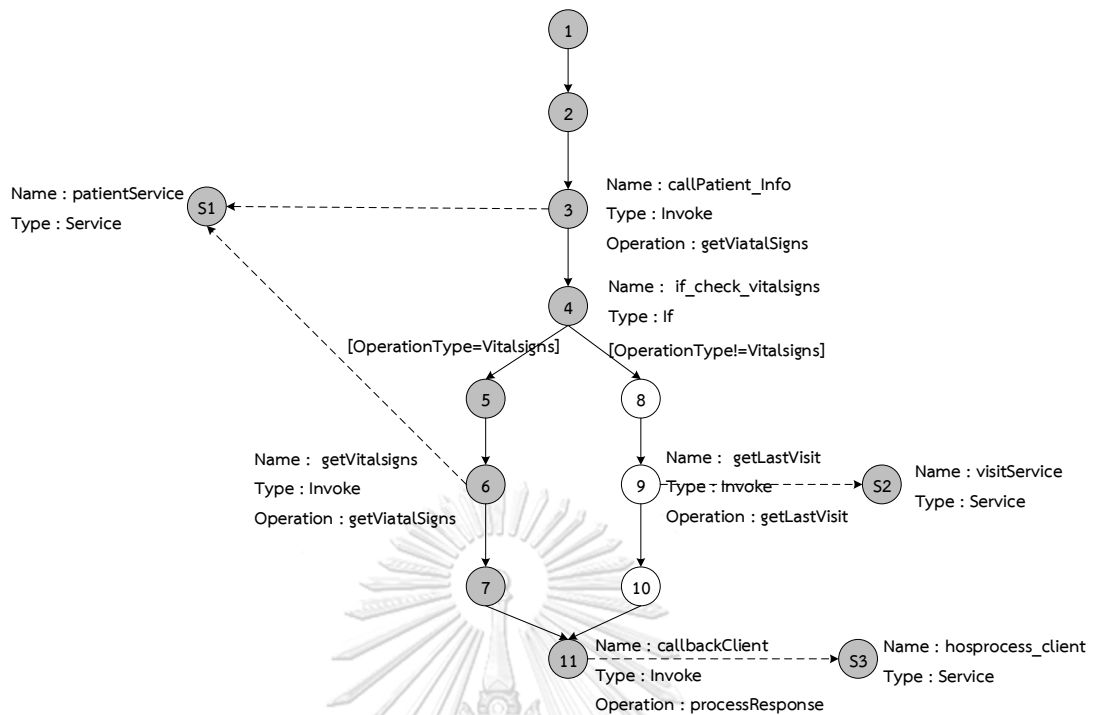 1
2
Name : patientService
Type : Service
S1
3
Name : callPatient_Info
Type : Invoke
Operation : getViatalSigns
4
Name : if_check_vitalsigns
Type : If
[OperationType=Vitalsigns]
[OperationType!=Vitalsigns]
5
8
Name : getVitalsigns
Type : Invoke
Operation : getViatalSigns
6
9
Name : getLastVisit
Type : Invoke
Operation : getLastVisit
S2
Name : visitService
Type : Service
7
10
11
Name : callbackClient
Type : Invoke
Operation : processResponse
S3
Name : hosprocess_client
Type : Service